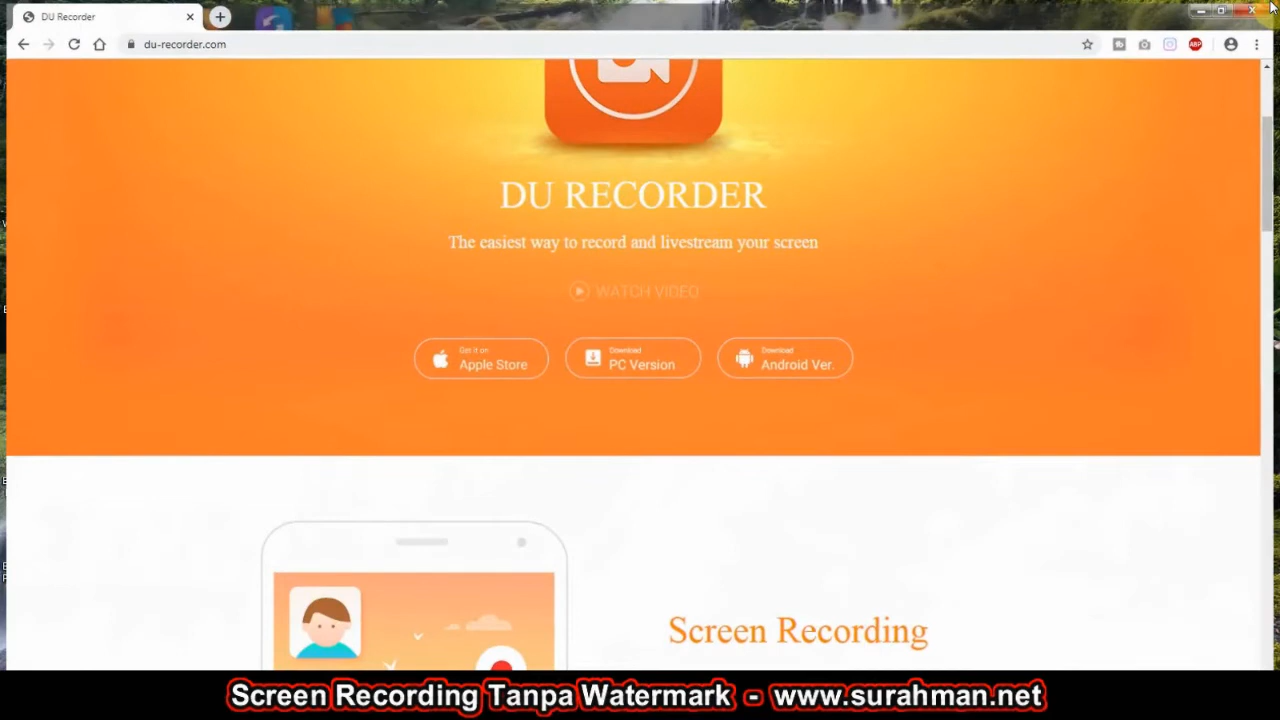 DU Recorder
du-recorder.com
ABP
DU RECORDER
The easiest way to record and livestream your screen
WATCH VIDEO
Get it on
Apple Store
Download
PC Version
Download
Android Ver.
Screen Recording
Screen Recording Tanpa Watermark - www.surahman.net